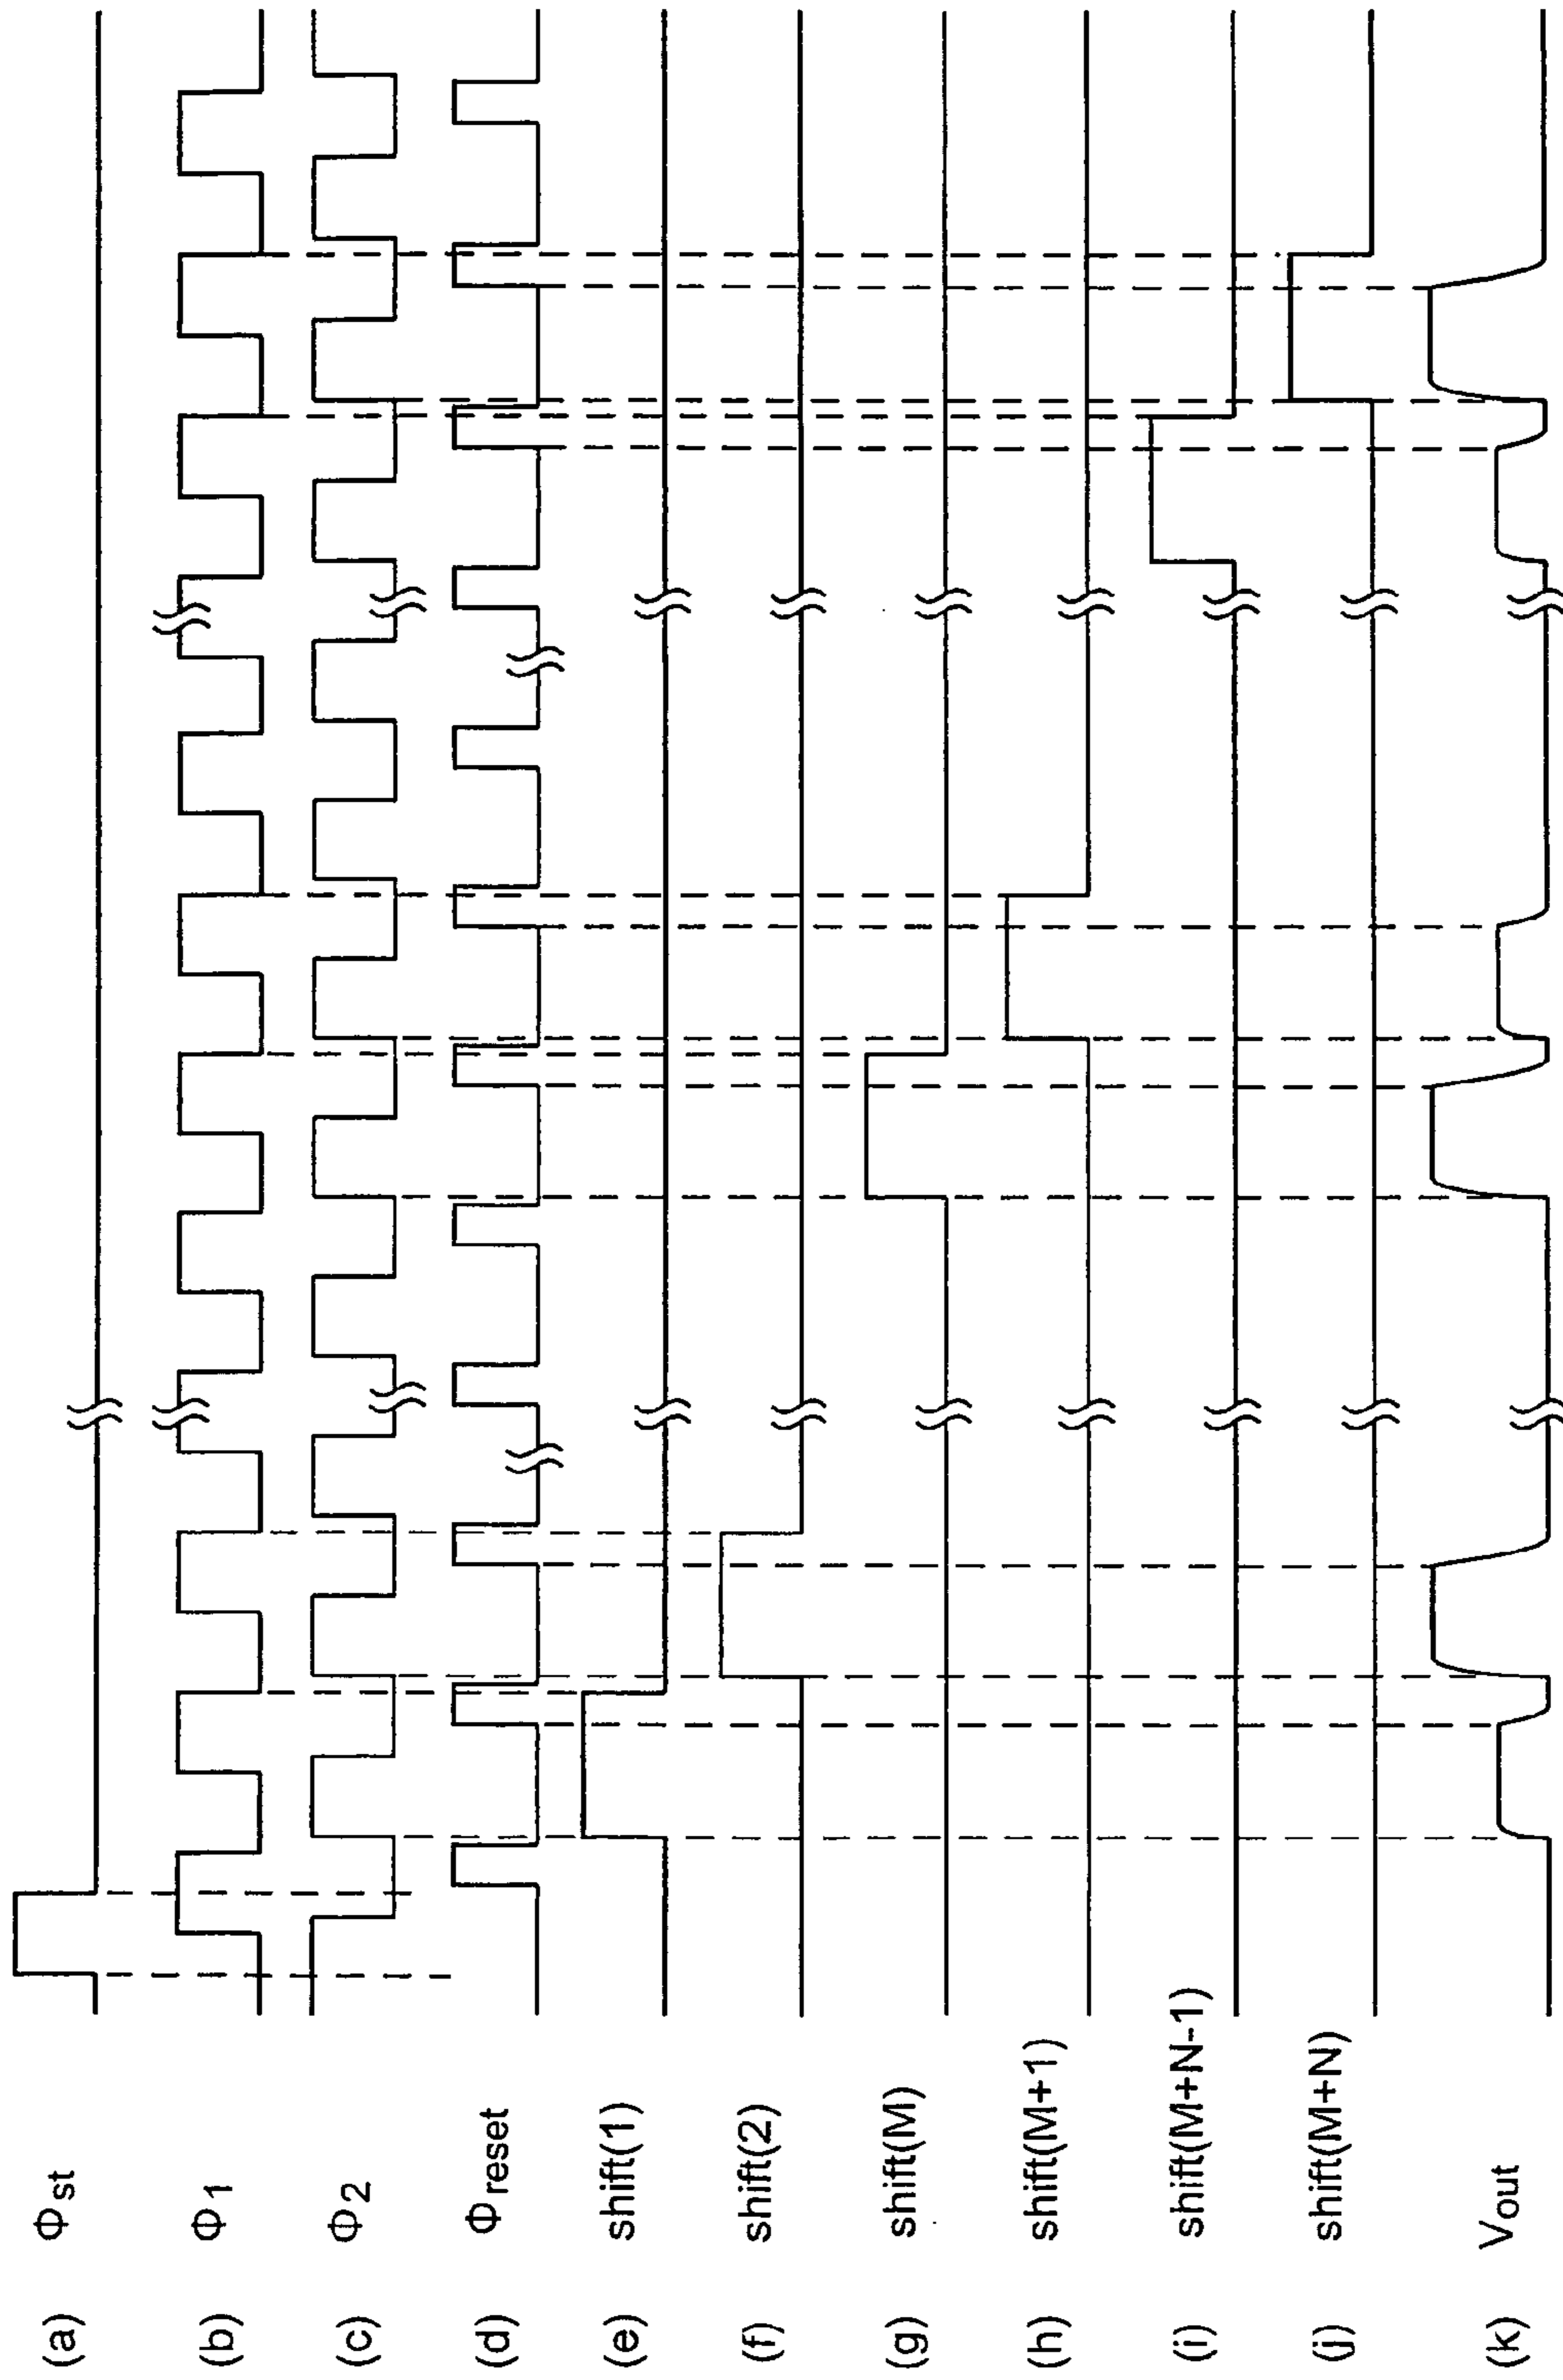 (a) Φst
(b) Φ1
(c) Φ2
(d) Φreset
(e) shift(1)
(f) shift(2)
(g) shift(M)
(h) shift(M+1)
(i) shift(M+N-1)
(j) shift(M+N)
(k) Vout